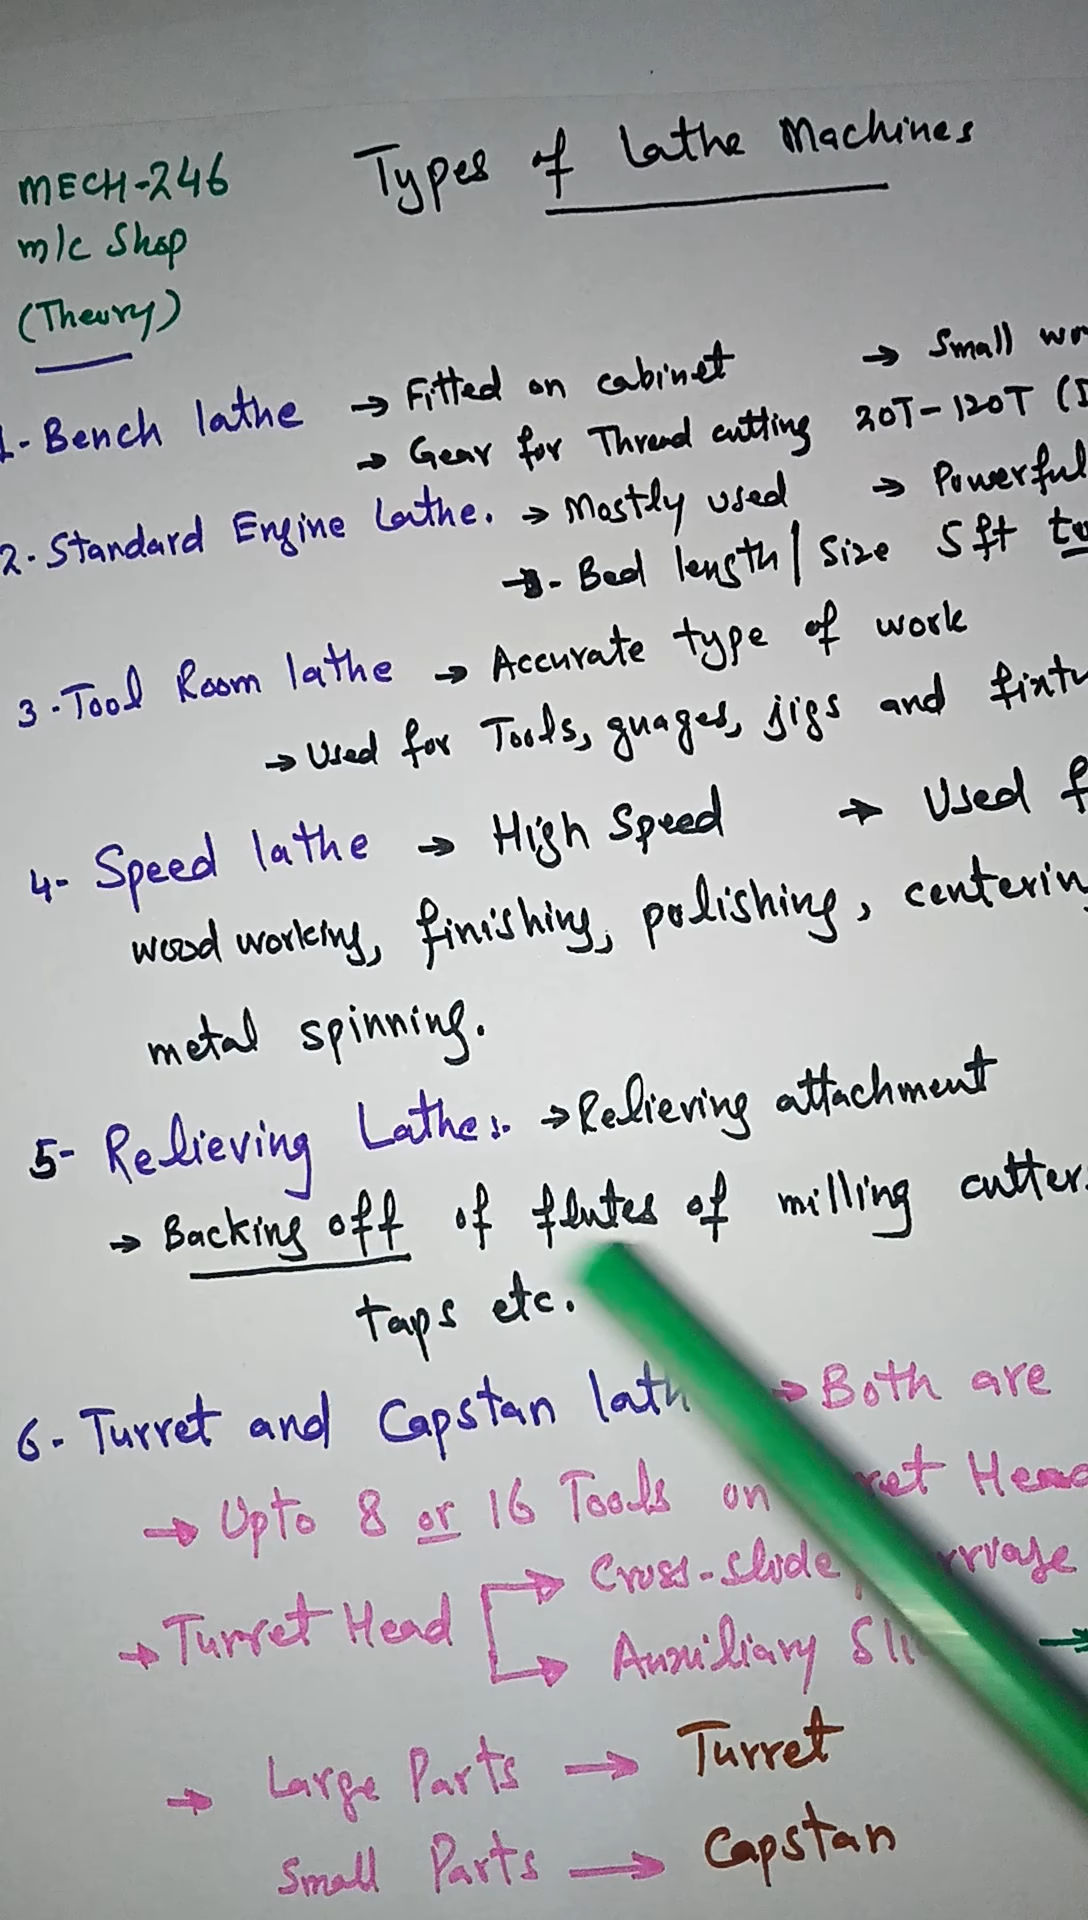 Types of Lathe Machines
MECH-246
m/c Shop
(Theory)
1-Bench lathe → Fitted on cabinet → Small
→ Gear for Thread cutting 20T-120T
2-Standard Engine Lathe. → Mostly used → Powerful
- Bed length/Size 5ft
3-Tool Room lathe → Accurate type of work
→ Used for Tools, guages, jigs and
4- Speed lathe → High Speed → Used
wood working, finishing, polishing,
metal spinning.
5- Relieving Lathe:- → Relieving attachment
→ Backing off of flutes of milling
taps etc.
6- Turret and Capstan → Both are
→ Upto 8 or 16 Tools on
→ Turret Head → Cross-slide
→ Auxiliary →
→ Large Parts → Turret
Small Parts → Capstan